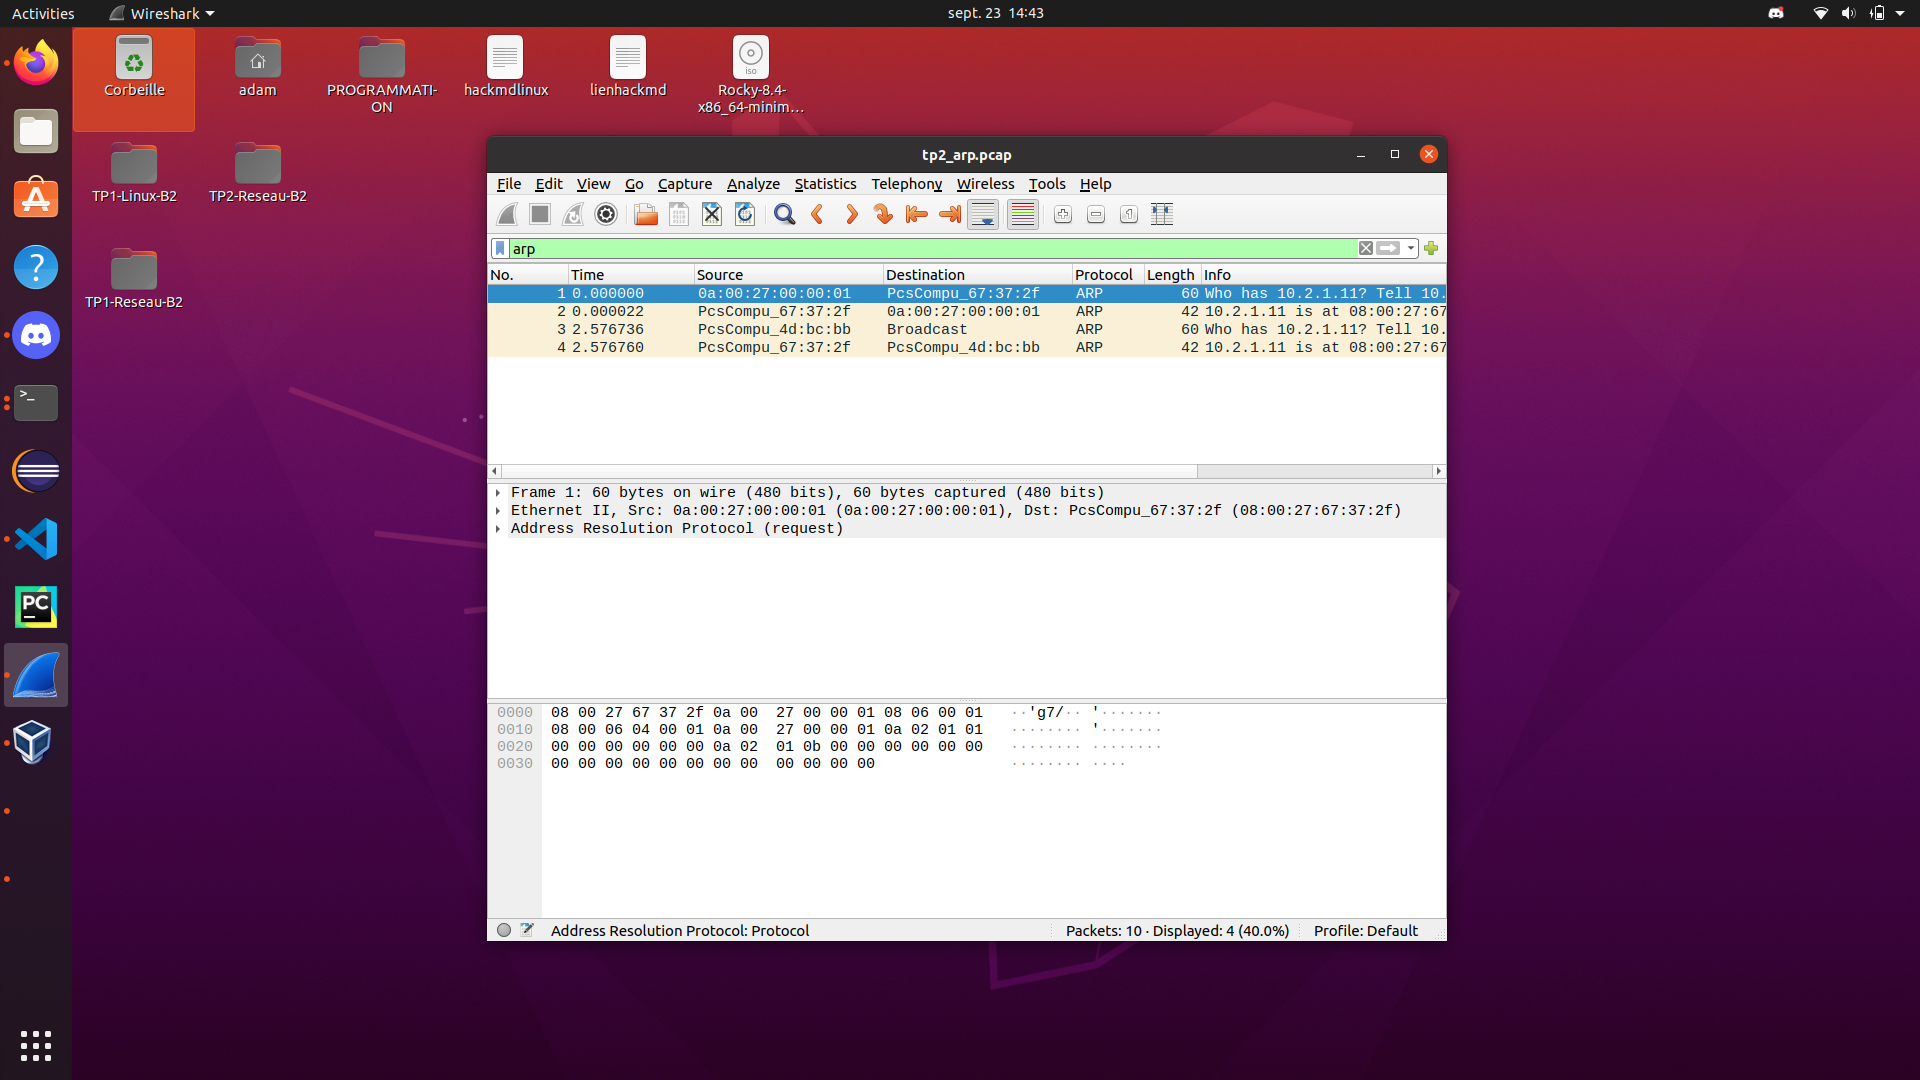 Activities Wireshark sept. 23 14:43
Corbeille
adam
PROGRAMMATI-
ON
hackmdlinux
lienhackmd
iso
Rocky-8.4-
x86_64-minim…
TP1-Linux-B2
TP2-Reseau-B2
TP1-Reseau-B2
>_
PC
tp2_arp.pcap
File Edit View Go Capture Analyze Statistics Telephony Wireless Tools Help
arp
No. Time Source Destination Protocol Length Info
1 0.000000 0a:00:27:00:00:01 PcsCompu_67:37:2f ARP 60 Who has 10.2.1.11? Tell 10.
2 0.000022 PcsCompu_67:37:2f 0a:00:27:00:00:01 ARP 42 10.2.1.11 is at 08:00:27:67
3 2.576736 PcsCompu_4d:bc:bb Broadcast ARP 60 Who has 10.2.1.11? Tell 10.
4 2.576760 PcsCompu_67:37:2f PcsCompu_4d:bc:bb ARP 42 10.2.1.11 is at 08:00:27:67
Frame 1: 60 bytes on wire (480 bits), 60 bytes captured (480 bits)
Ethernet II, Src: 0a:00:27:00:00:01 (0a:00:27:00:00:01), Dst: PcsCompu_67:37:2f (08:00:27:67:37:2f)
Address Resolution Protocol (request)
0000 08 00 27 67 37 2f 0a 00 27 00 00 01 08 06 00 01 ··'g7/·· '·······
0010 08 00 06 04 00 01 0a 00 27 00 00 01 0a 02 01 01 ········ '·······
0020 00 00 00 00 00 00 0a 02 01 0b 00 00 00 00 00 00 ········ ········
0030 00 00 00 00 00 00 00 00 00 00 00 00 ········ ····
Address Resolution Protocol: Protocol Packets: 10 · Displayed: 4 (40.0%) Profile: Default